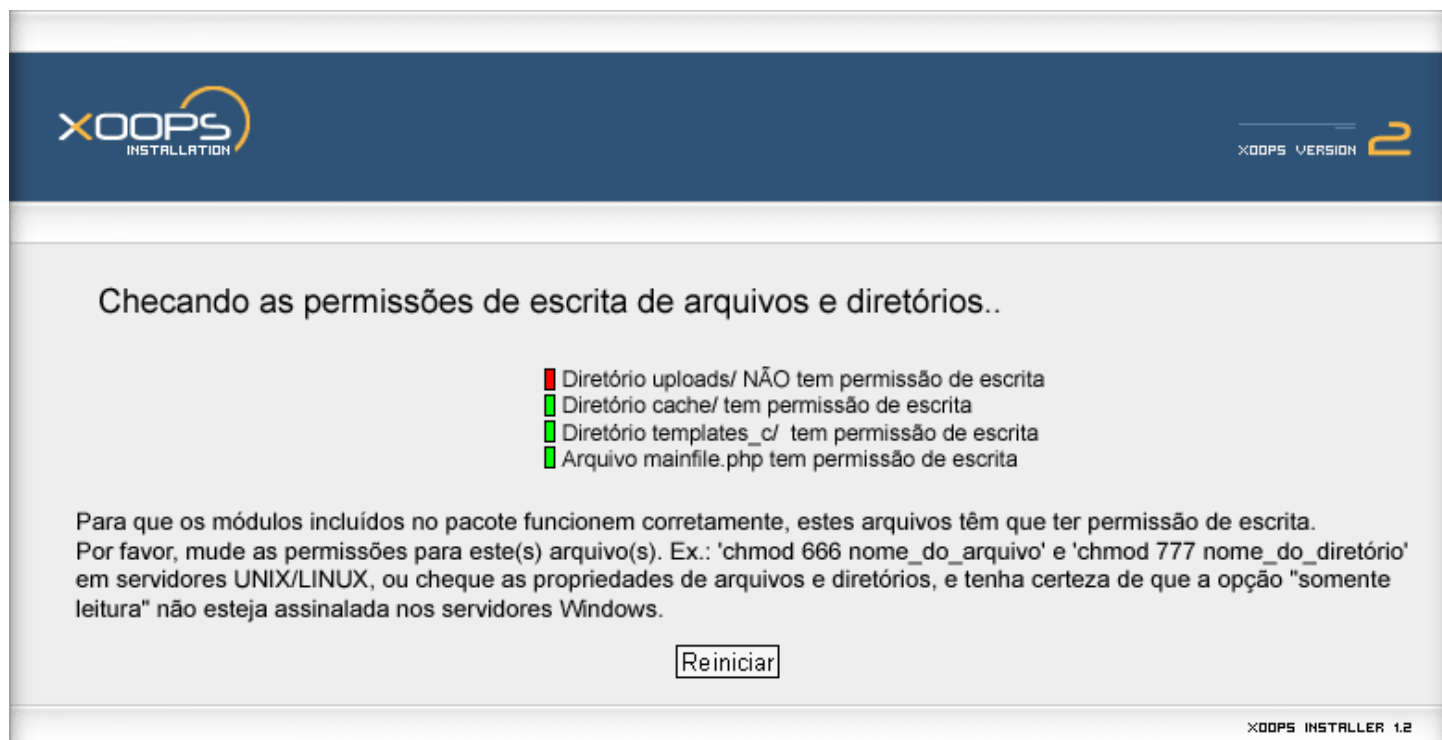 XOOPS
INSTALLATION
XOOPS VERSION 2
Checando as permissões de escrita de arquivos e diretórios..
Diretório uploads/ NÃO tem permissão de escrita
Diretório cache/ tem permissão de escrita
Diretório templates_c/ tem permissão de escrita
Arquivo mainfile.php tem permissão de escrita
Para que os módulos incluídos no pacote funcionem corretamente, estes arquivos têm que ter permissão de escrita.
Por favor, mude as permissões para este(s) arquivo(s). Ex.: 'chmod 666 nome_do_arquivo' e 'chmod 777 nome_do_diretório'
em servidores UNIX/LINUX, ou cheque as propriedades de arquivos e diretórios, e tenha certeza de que a opção "somente
leitura" não esteja assinalada nos servidores Windows.
Reiniciar
XOOPS INSTALLER 1.2